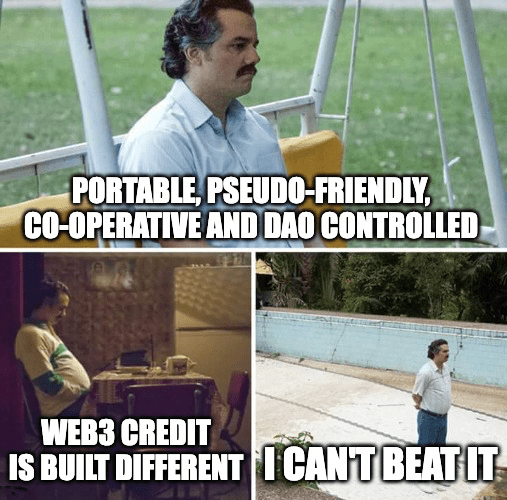 PORTABLE, PSEUDO-FRIENDLY,
CO-OPERATIVE AND DAO CONTROLLED
WEB3 CREDIT
IS BUILT DIFFERENT
I CAN'T BEAT IT